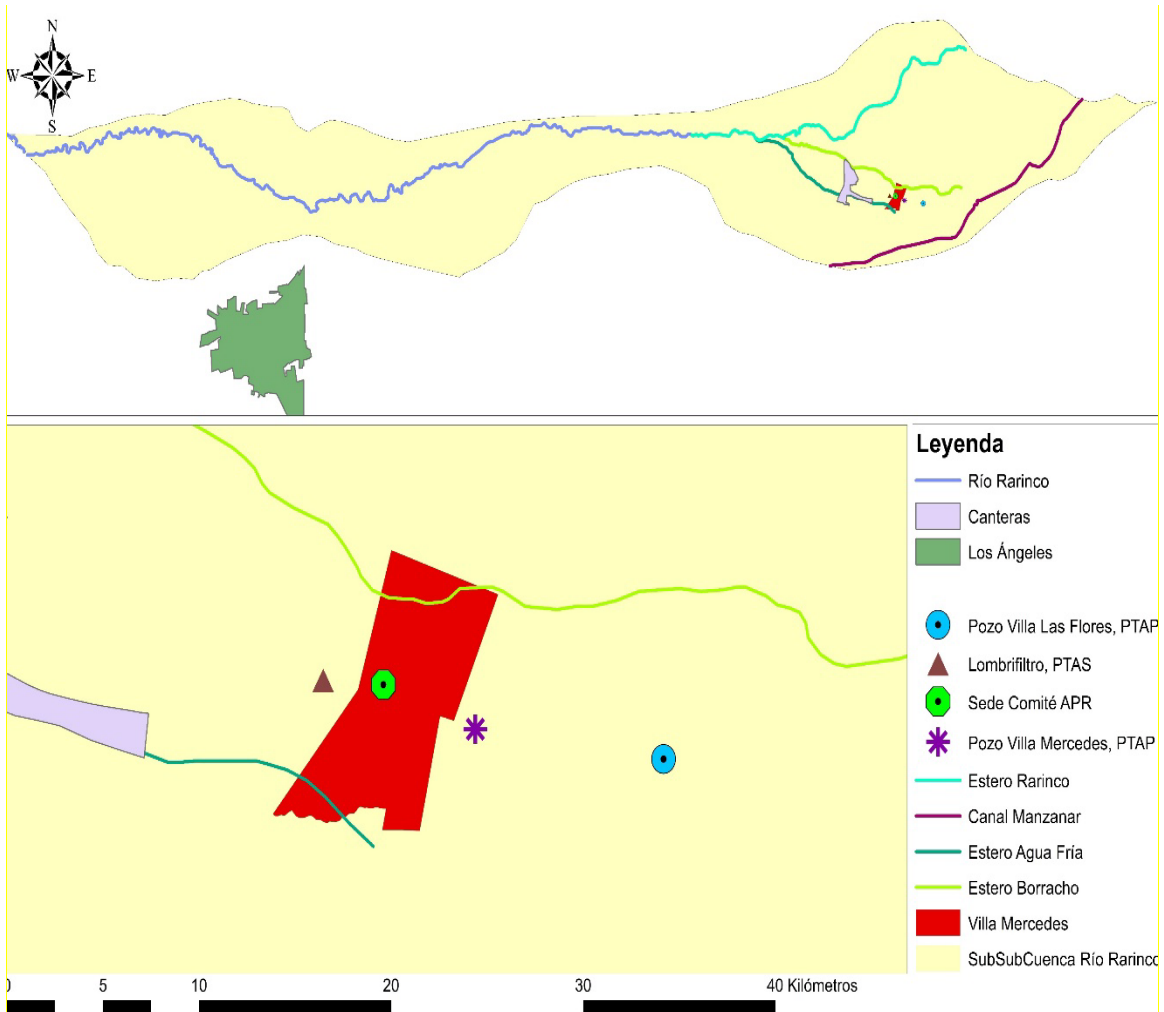 N
W E
S
Leyenda
Río Rarinco
Canteras
Los Ángeles
Pozo Villa Las Flores, PTAP
Lombrifiltro, PTAS
Sede Comité APR
Pozo Villa Mercedes, PTAP
Estero Rarinco
Canal Manzanar
Estero Agua Fría
Estero Borracho
Villa Mercedes
SubSubCuenca Río Rarinco
0 5 10 20 30 40 Kilómetros